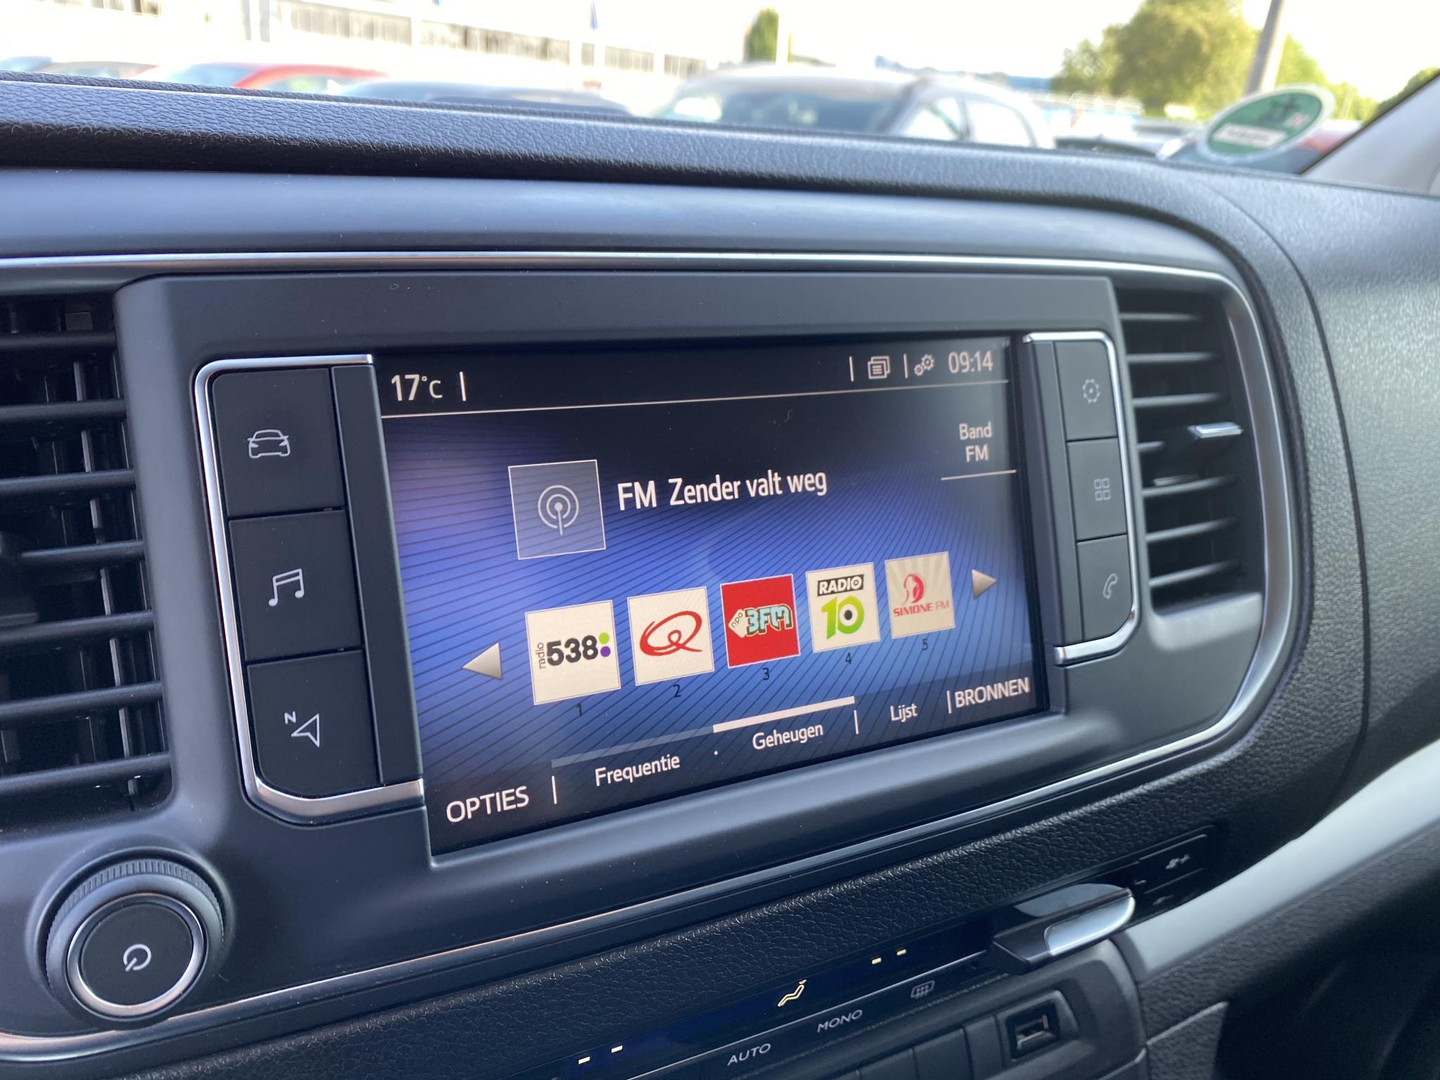 17°C
09:14
Band
FM
FM Zender valt weg
radio 538
Q
npo 3FM
RADIO
10
SIMONE FM
1
2
3
4
5
OPTIES
Frequentie
Geheugen
Lijst
BRONNEN
N
AUTO
MONO